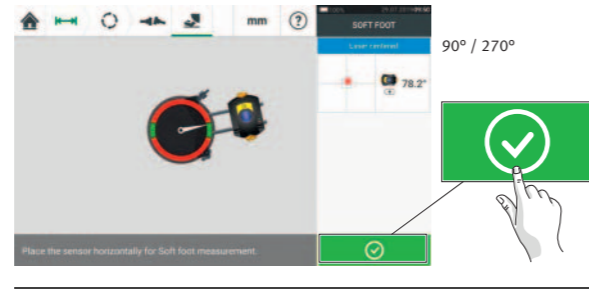 mm
?
SOFT FOOT
Laser centered
78.2°
Place the sensor horizontally for Soft foot measurement.
90° / 270°